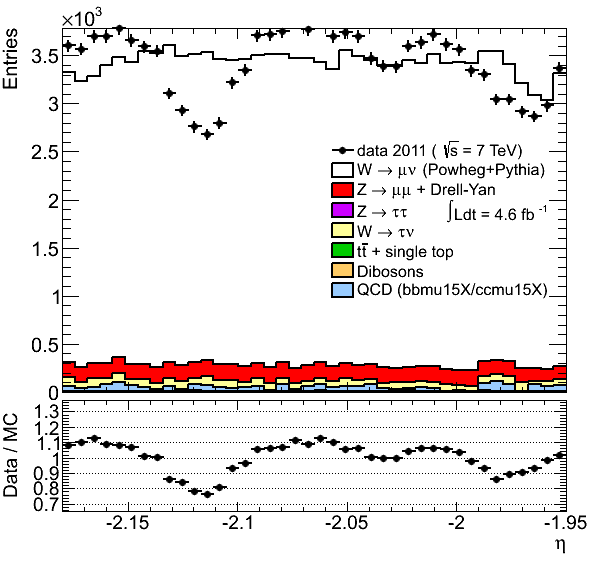 ×10³
Entries
3.5
3
2.5
2
1.5
1
0.5
0
data 2011 ( √s = 7 TeV)
W → μν (Powheg+Pythia)
Z → μμ + Drell-Yan
Z → ττ
∫Ldt = 4.6 fb⁻¹
W → τν
tt̅ + single top
Dibosons
QCD (bbmu15X/ccmu15X)
Data / MC
1.3
1.2
1.1
1
0.9
0.8
0.7
-2.15
-2.1
-2.05
-2
-1.95
η